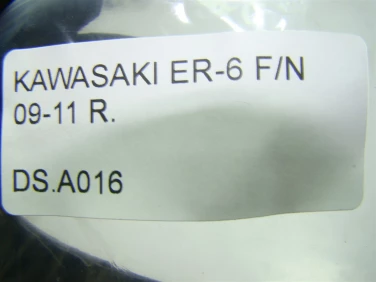 KAWASAKI ER-6 F/N
09-11 R.
DS.A016